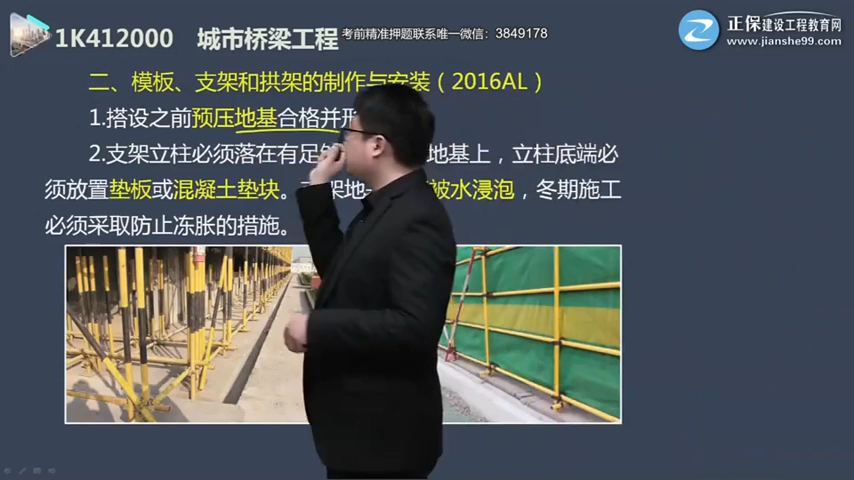 1K412000 城市桥梁工程
考前精准押题联系唯一微信：3849178
正保建设工程教育网
www.jianshe99.com
二、模板、支架和拱架的制作与安装（2016AL）
1.搭设之前预压地基合格并形
2.支架立柱必须落在有足 地基上，立柱底端必
须放置垫板或混凝土垫块。 被水浸泡，冬期施工
必须采取防止冻胀的措施。